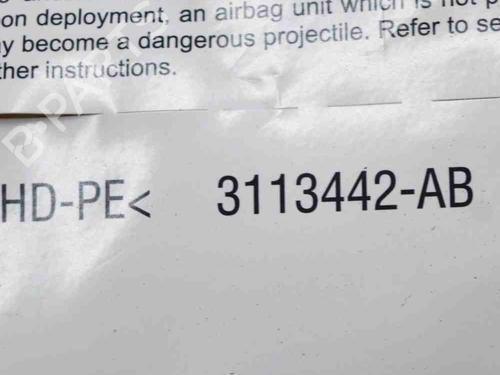 on deployment, an airbag unit which is not p
y become a dangerous projectile. Refer to se
ther instructions.
B-PARTS
HD-PE< 3113442-AB